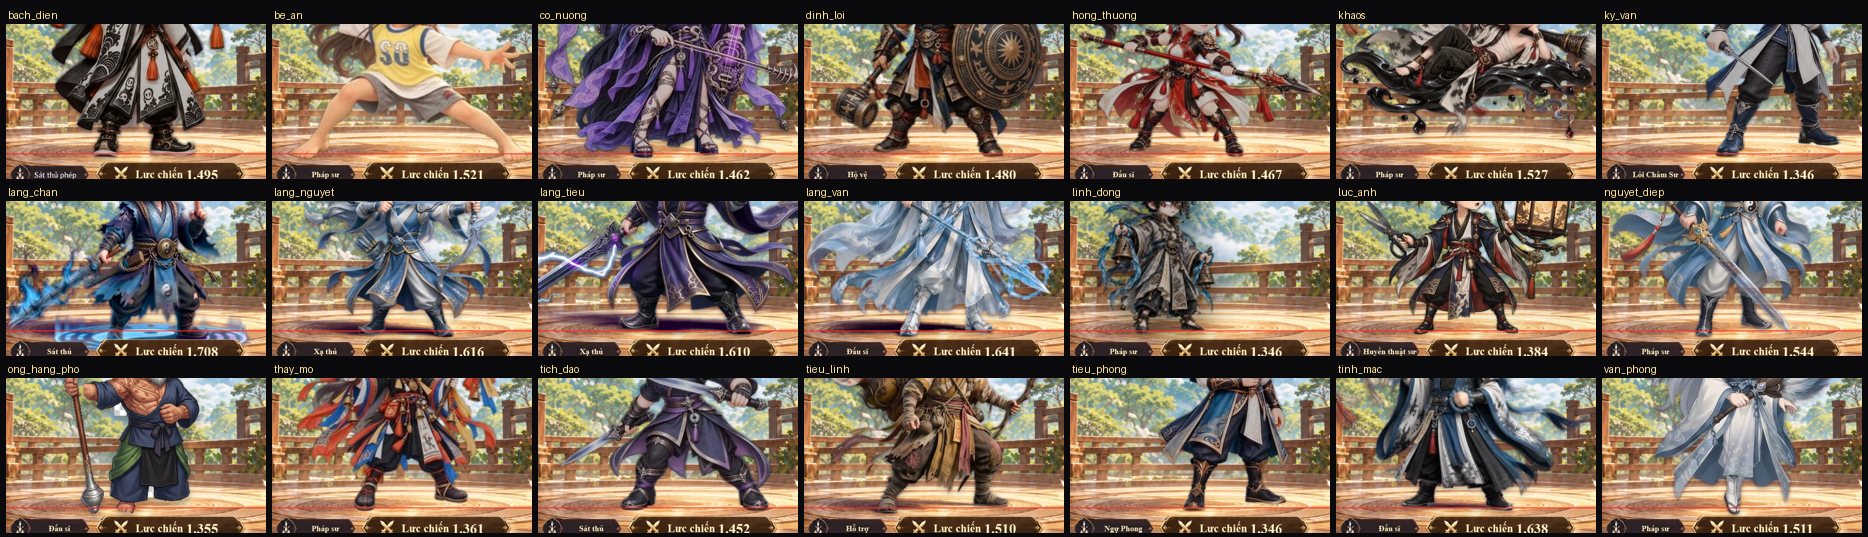 bach_dien
be_an
co_nuong
dinh_loi
hong_thuong
khaos
ky_van
SO
Sát thủ phép
Lực chiến 1.495
Pháp sư
Lực chiến 1.521
Pháp sư
Lực chiến 1.462
Hộ vệ
Lực chiến 1.480
Đấu sĩ
Lực chiến 1.467
Pháp sư
Lực chiến 1.527
Lôi Châm Sư
Lực chiến 1.346
lang_chan
lang_nguyet
lang_tieu
lang_van
linh_dong
luc_anh
nguyet_diep
Sát thủ
Lực chiến 1.708
Xạ thủ
Lực chiến 1.616
Xạ thủ
Lực chiến 1.610
Đấu sĩ
Lực chiến 1.641
Pháp sư
Lực chiến 1.346
Huyễn thuật sư
Lực chiến 1.384
Pháp sư
Lực chiến 1.544
ong_hang_pho
thay_mo
tich_dao
tieu_linh
tieu_phong
tinh_mac
van_phong
Đấu sĩ
Lực chiến 1.355
Pháp sư
Lực chiến 1.361
Sát thủ
Lực chiến 1.452
Hỗ trợ
Lực chiến 1.510
Ngự Phong
Lực chiến 1.346
Đấu sĩ
Lực chiến 1.638
Pháp sư
Lực chiến 1.511